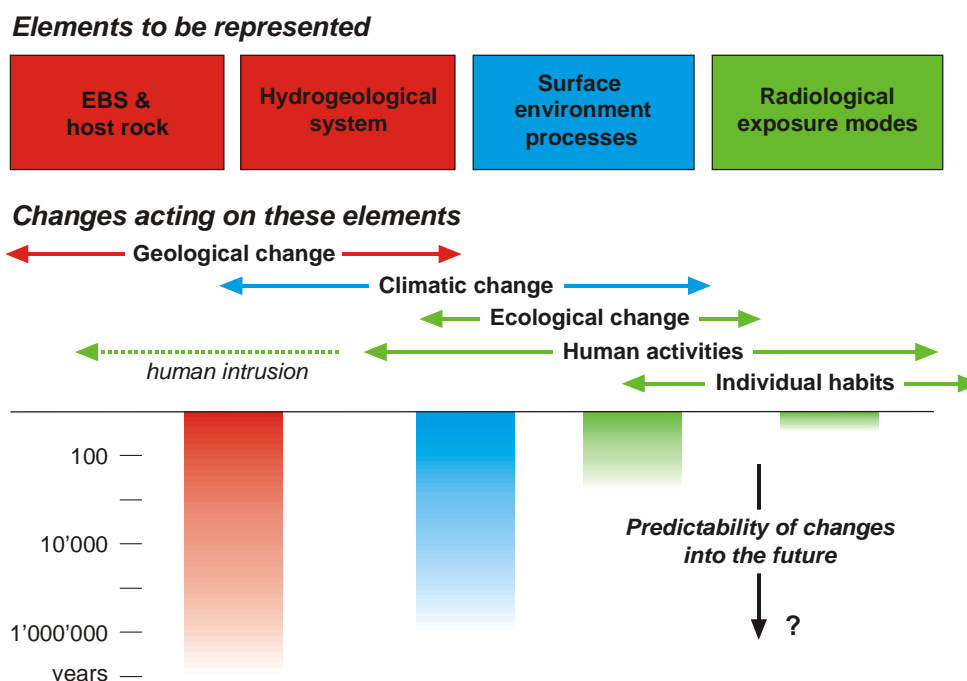 Elements to be represented
EBS &
host rock
Hydrogeological
system
Surface
environment
processes
Radiological
exposure modes
Changes acting on these elements
Geological change
Climatic change
Ecological change
Human activities
human intrusion
Individual habits
100
10’000
1’000’000
years
Predictability of changes
into the future
?